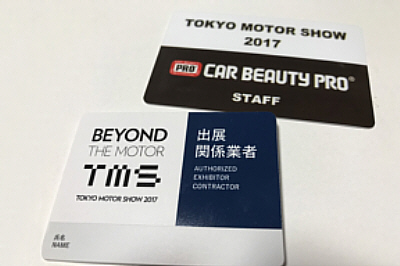 TOKYO MOTOR SHOW
2017
PRO CAR BEAUTY PRO®
STAFF
BEYOND
THE MOTOR
TMS
TOKYO MOTOR SHOW 2017
出展
関係業者
AUTHORIZED
EXHIBITOR
CONTRACTOR
氏名
NAME